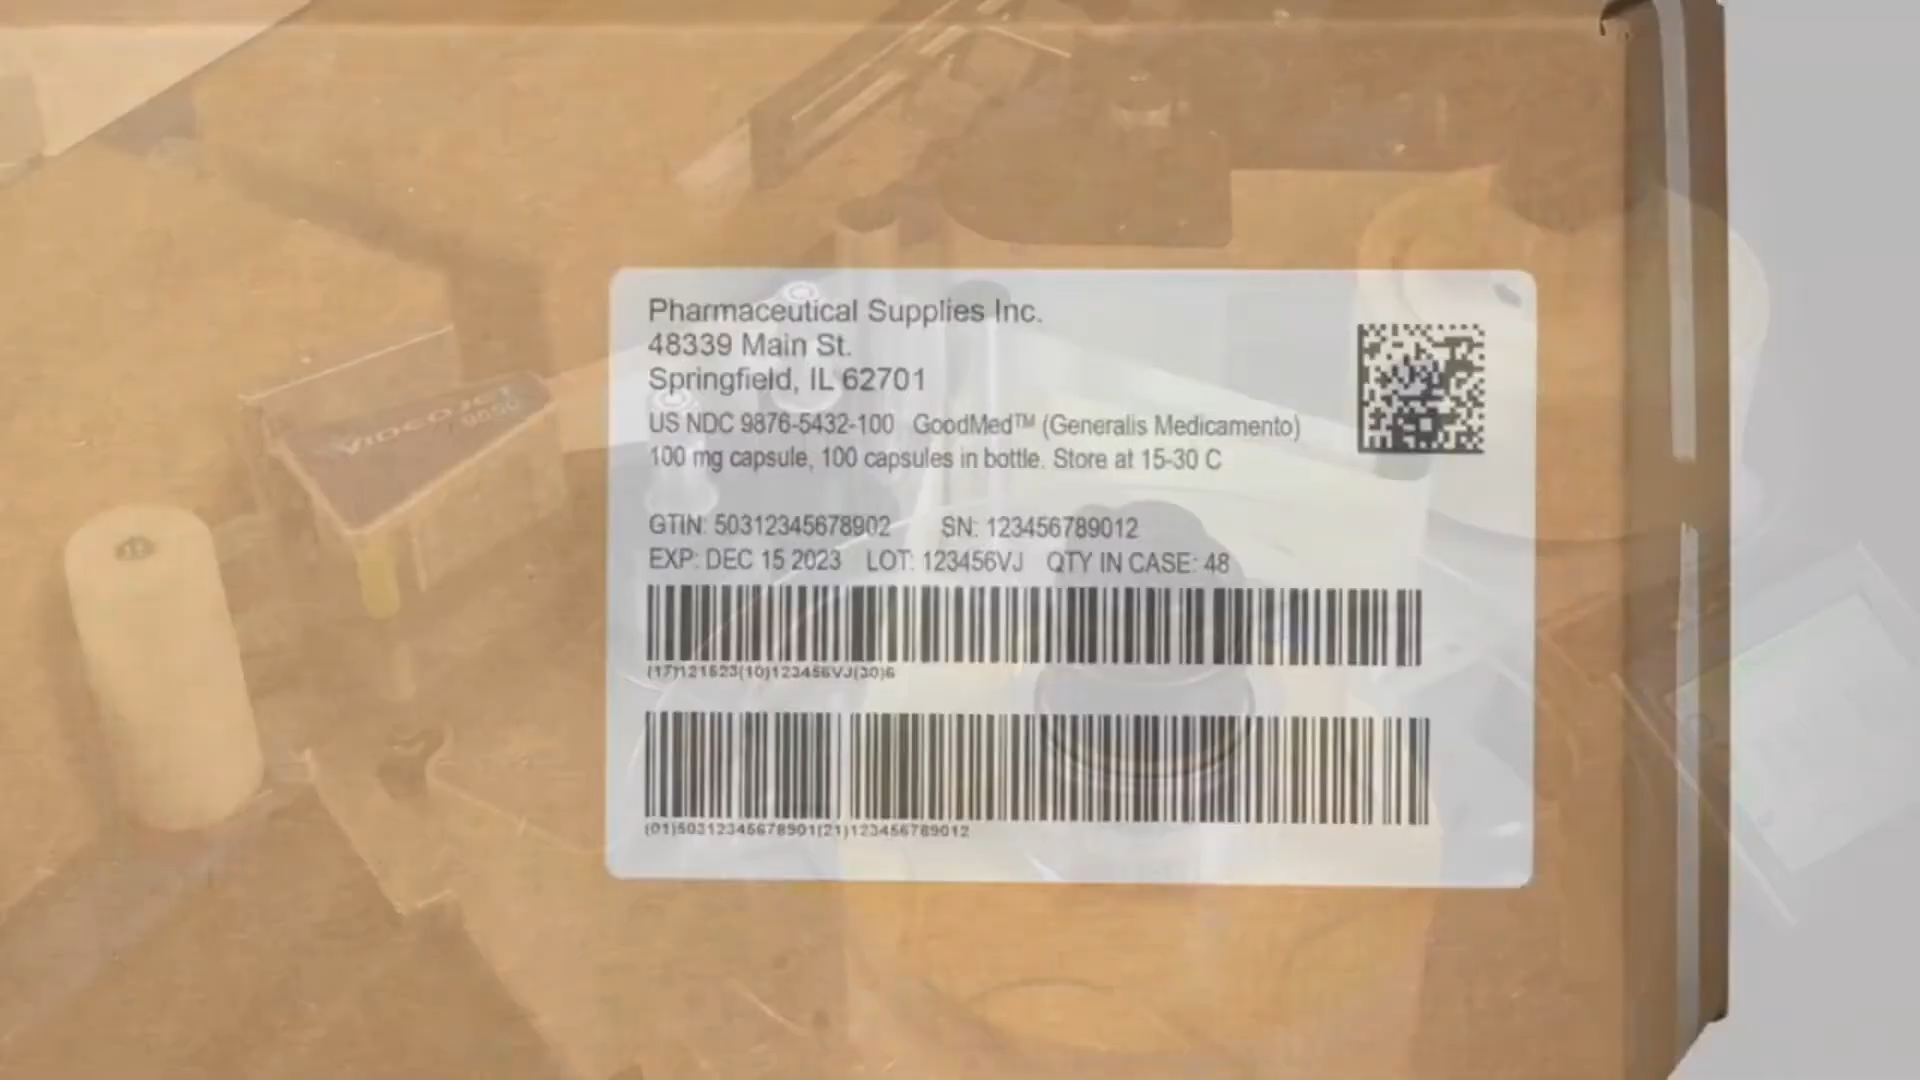 VIDEOJET
9550
Pharmaceutical Supplies Inc.
48339 Main St.
Springfield, IL 62701
US NDC 9876-5432-100 GoodMed™ (Generalis Medicamento)
100 mg capsule, 100 capsules in bottle. Store at 15-30 C
GTIN: 50312345678902 SN: 123456789012
EXP: DEC 15 2023 LOT: 123456VJ QTY IN CASE: 48
(17)121523(10)123456VJ(30)6
(01)50312345678901(21)123456789012